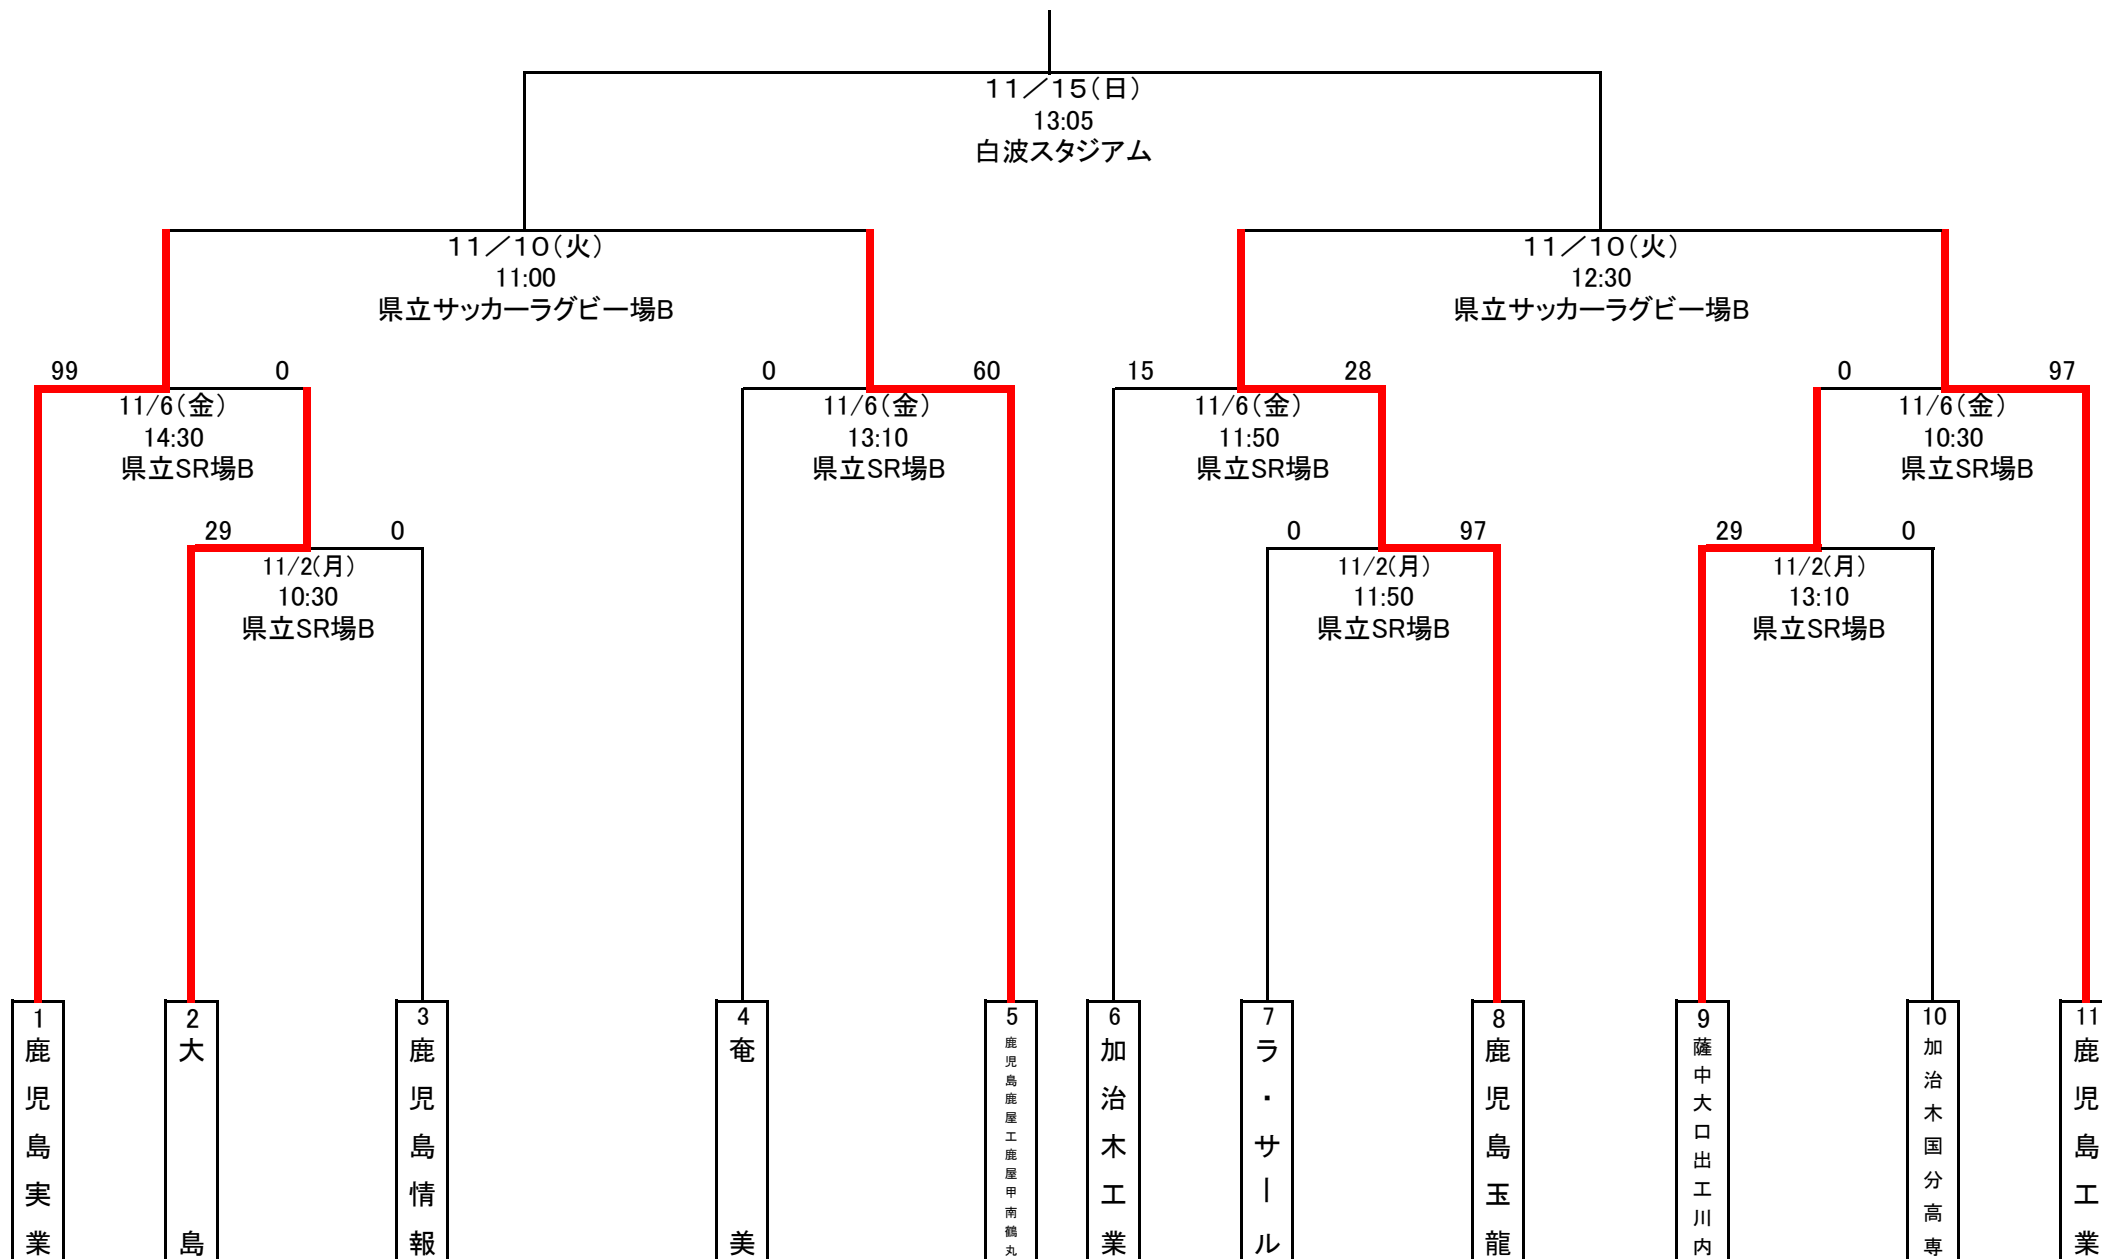 11／15(日)
13:05
白波スタジアム
11／10(火)
11:00
県立サッカーラグビー場B
11／10(火)
12:30
県立サッカーラグビー場B
99
0
11/6(金)
14:30
県立SR場B
0
60
11/6(金)
13:10
県立SR場B
15
28
11/6(金)
11:50
県立SR場B
0
97
11/6(金)
10:30
県立SR場B
29
0
11/2(月)
10:30
県立SR場B
0
97
11/2(月)
11:50
県立SR場B
29
0
11/2(月)
13:10
県立SR場B
1
鹿児島実業
2
大島
3
鹿児島情報
4
奄美
5
鹿児島鹿屋工鹿屋甲南鶴丸
6
加治木工業
7
ラ・サール
8
鹿児島玉龍
9
薩中大口出工川内
10
加治木国分高専
11
鹿児島工業